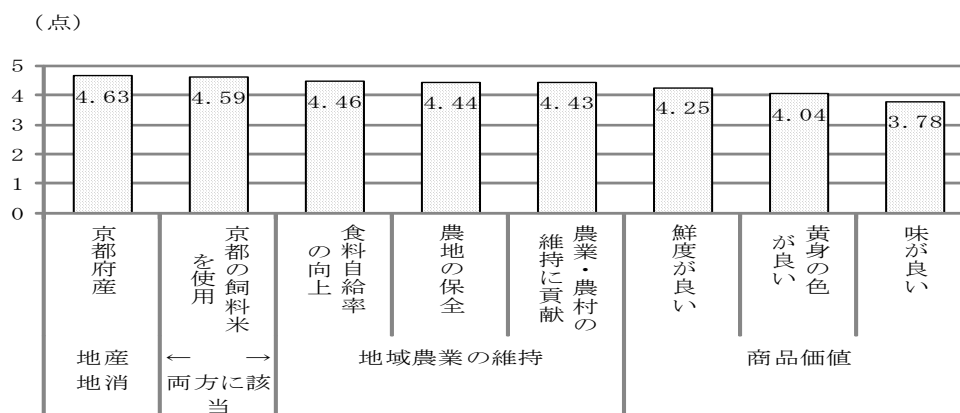 （点）
5
4
3
2
1
0
4.63
4.59
4.46
4.44
4.43
4.25
4.04
3.78
京都府産
京都の飼料米
を使用
食料自給率
の向上
農地の保全
農業・農村の
維持に貢献
鮮度が良い
黄身の色
が良い
味が良い
地産
地消
← →
両方に該
当
地域農業の維持
商品価値